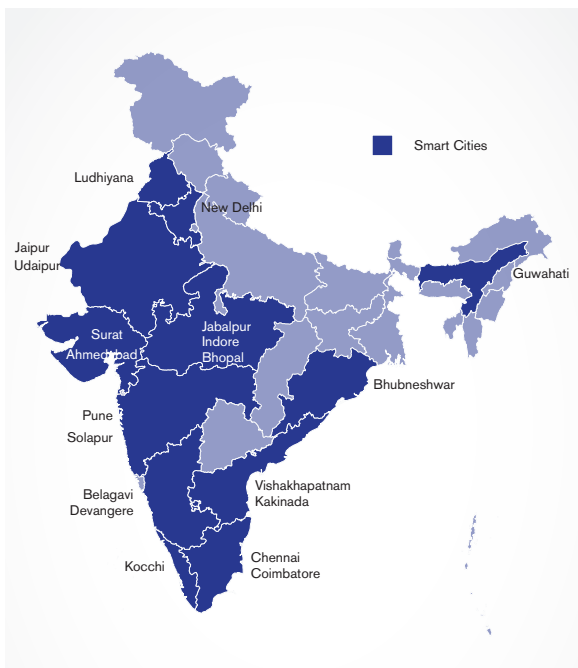 Smart Cities
Ludhiyana
New Delhi
Jaipur
Udaipur
Guwahati
Surat
Ahmedabad
Jabalpur
Indore
Bhopal
Bhubneshwar
Pune
Solapur
Belagavi
Devangere
Vishakhapatnam
Kakinada
Kocchi
Chennai
Coimbatore